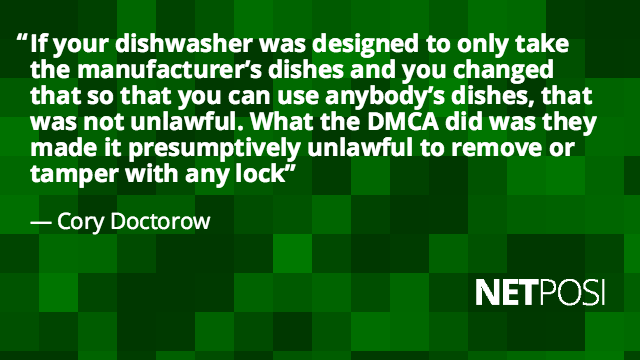 “If your dishwasher was designed to only take
the manufacturer’s dishes and you changed
that so that you can use anybody’s dishes, that
was not unlawful. What the DMCA did was they
made it presumptively unlawful to remove or
tamper with any lock”
— Cory Doctorow
NETPOSI